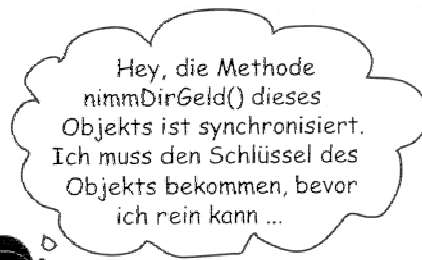 Hey, die Methode
nimmDirGeld() dieses
Objekts ist synchronisiert.
Ich muss den Schlüssel des
Objekts bekommen, bevor
ich rein kann ...